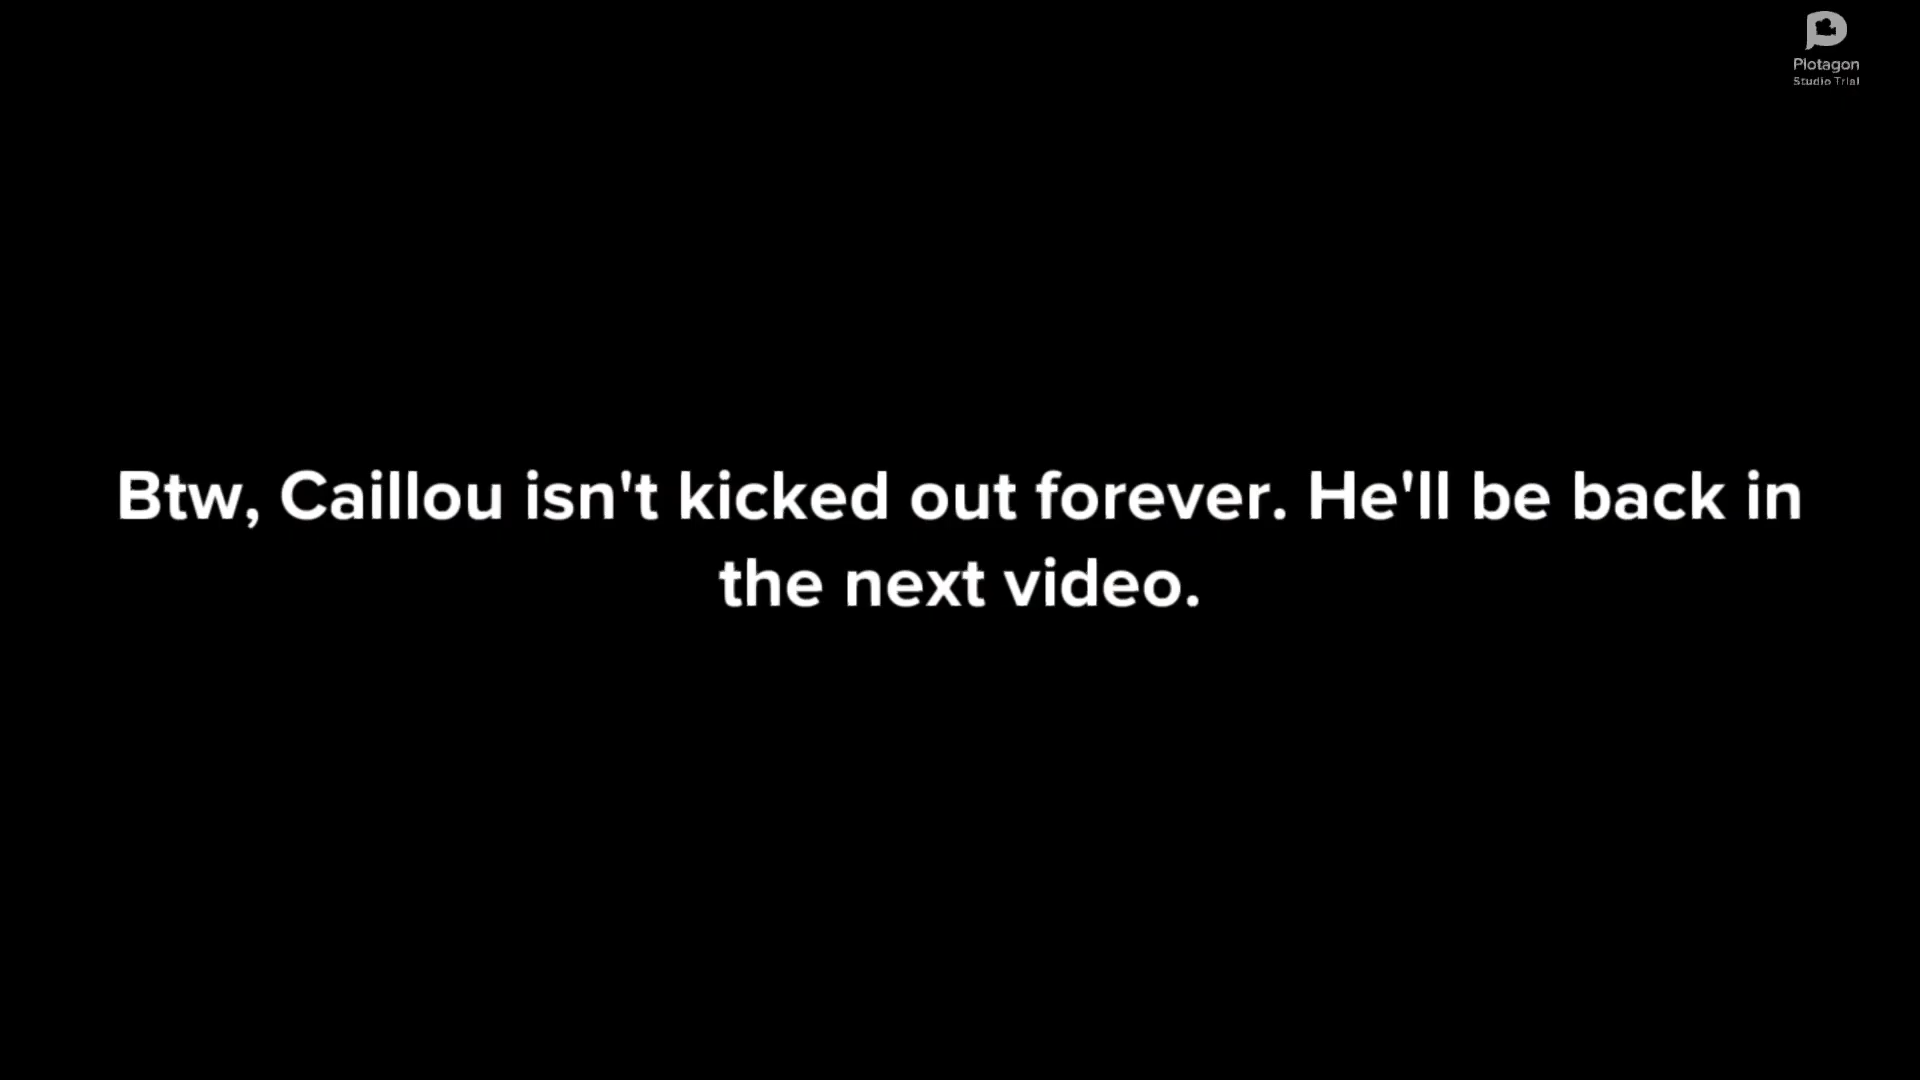 Plotagon
Studio Trial
Btw, Caillou isn't kicked out forever. He'll be back in
the next video.